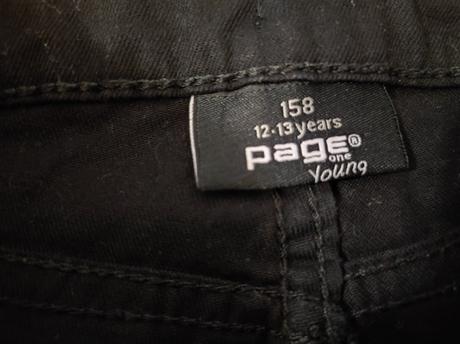 158
12-13 years
page®
one
Young